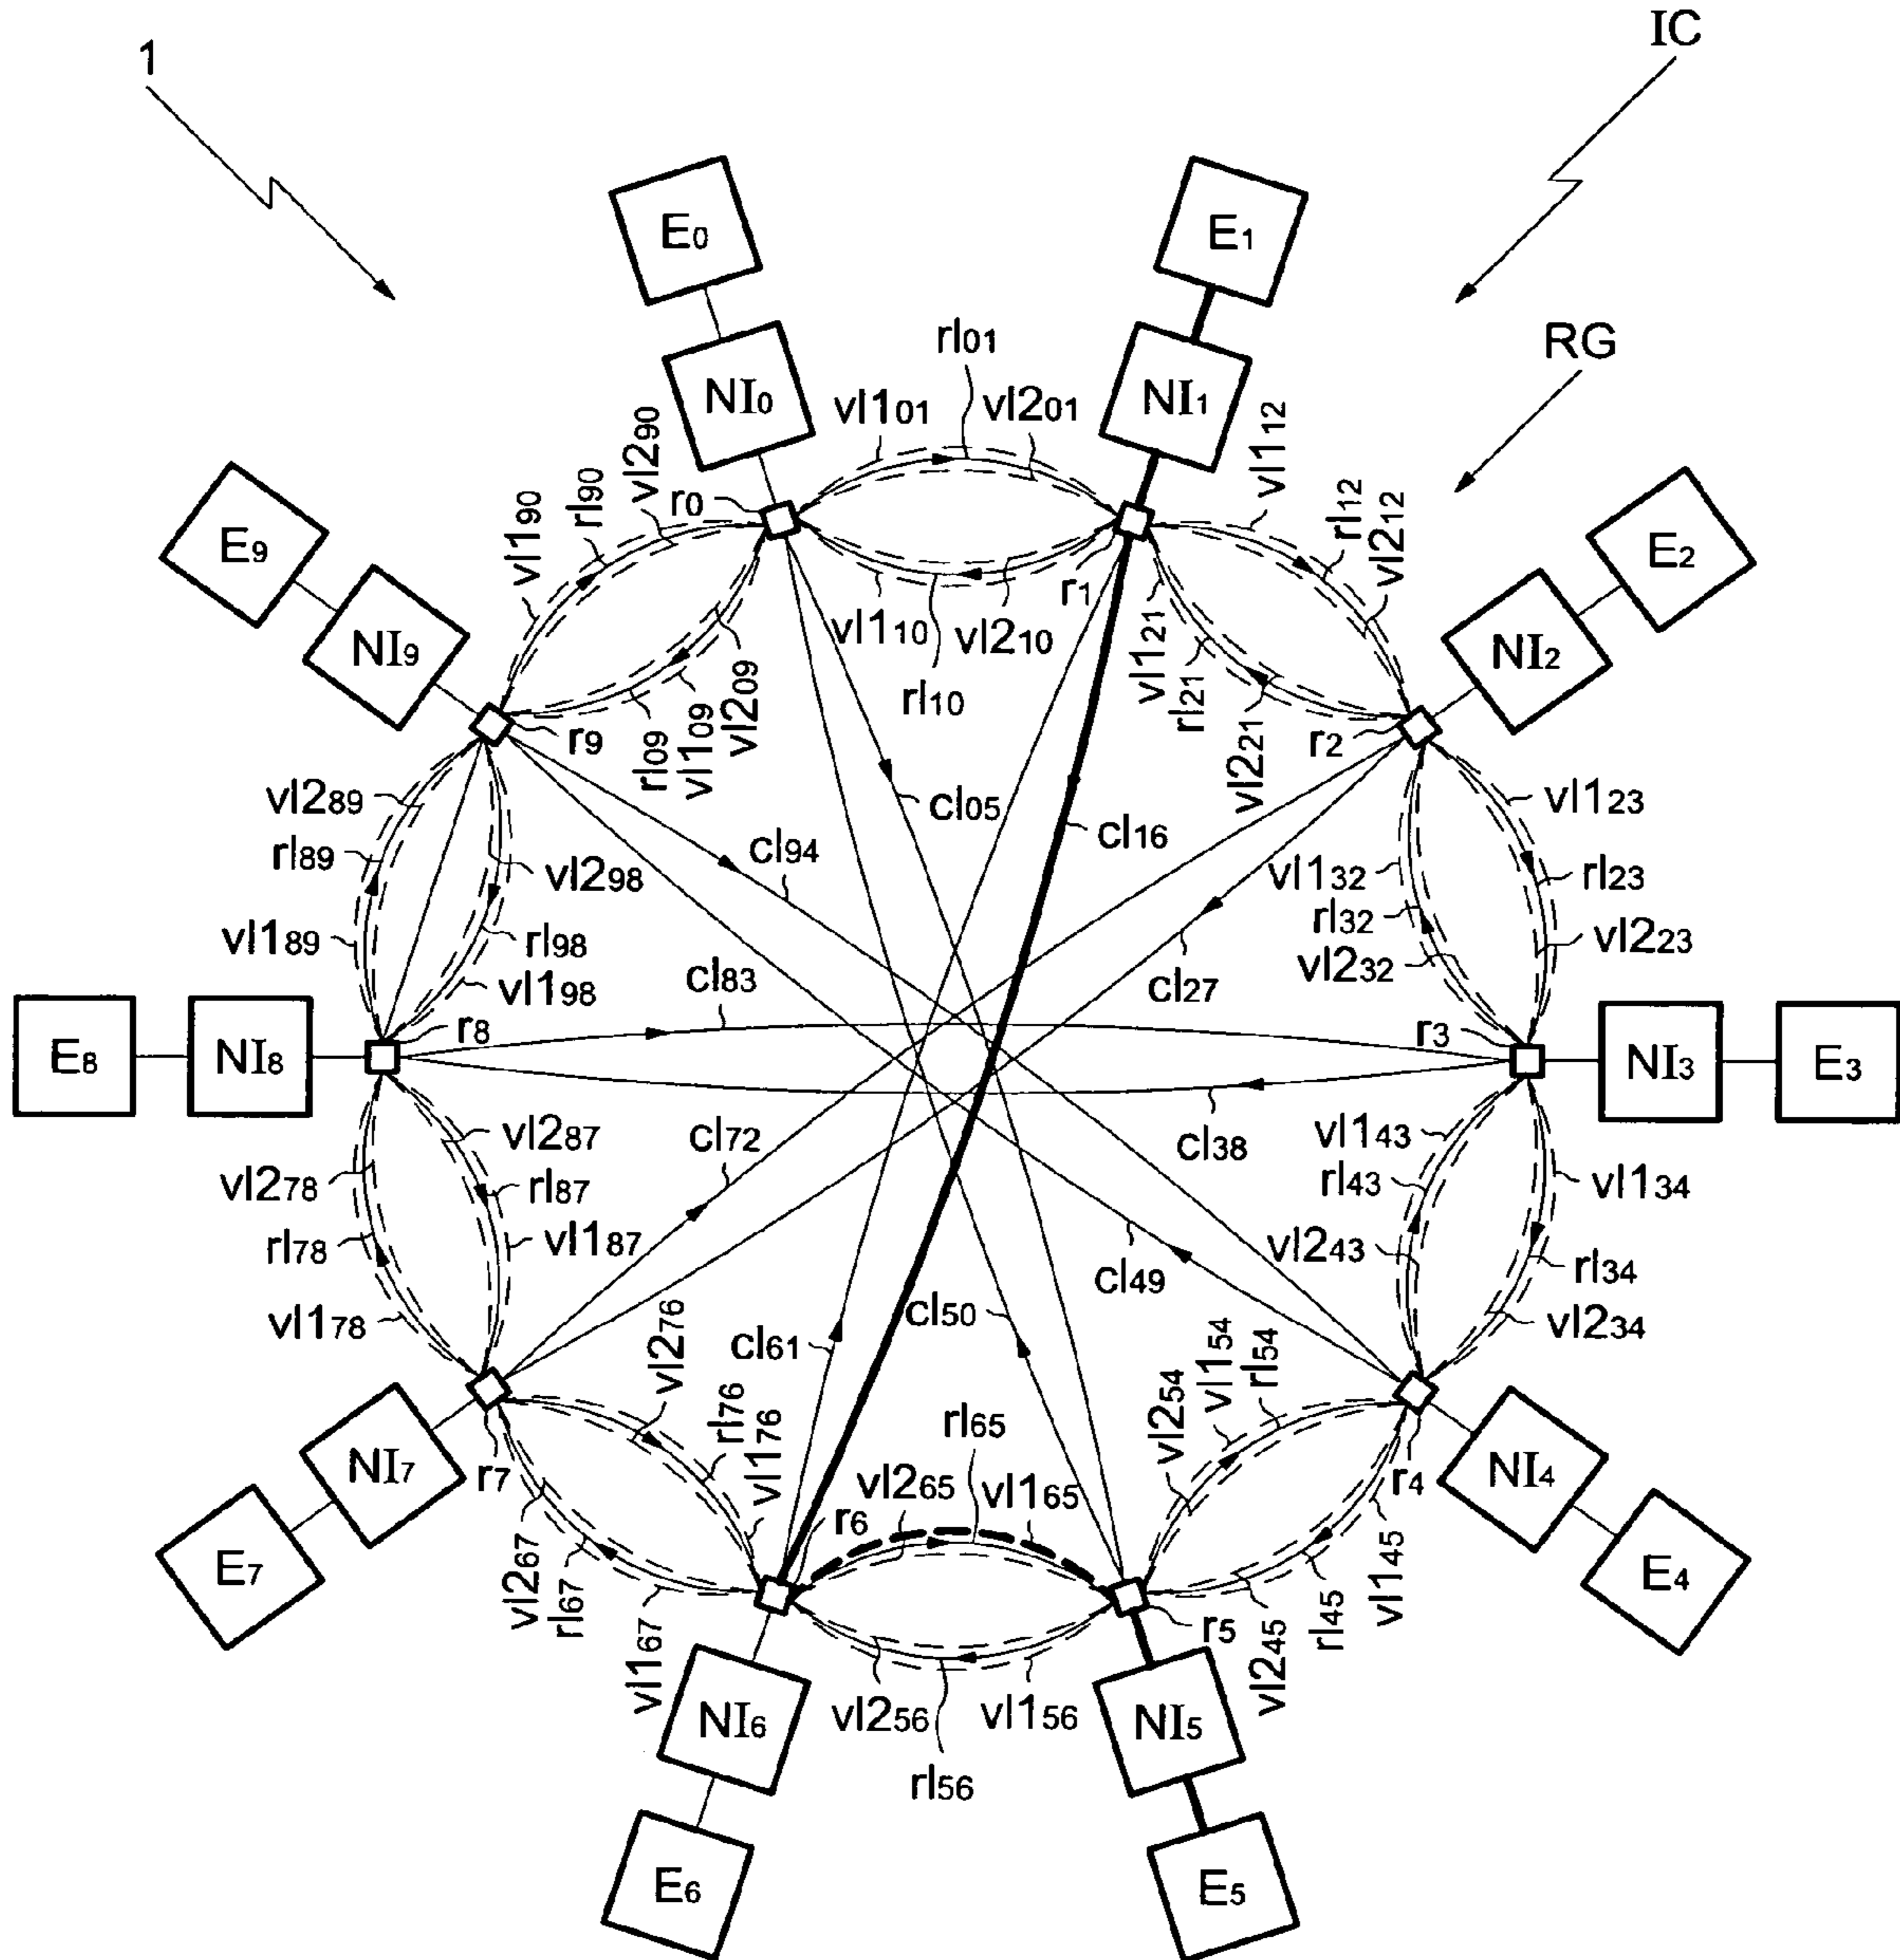 1
IC
E0
E1
rl01
RG
NI0
NI1
vl101
vl201
vl112
vl290
rl90
vl190
r0
rl12
vl212
E9
E2
r1
NI9
NI2
vl110
vl210
vl121
rl21
vl221
rl10
vl209
vl109
rl09
r9
r2
vl289
cl05
cl16
vl123
rl89
cl94
vl298
vl132
rl23
rl32
vl189
rl98
vl223
vl232
vl198
cl83
cl27
r8
r3
E8
NI8
NI3
E3
vl287
cl72
cl38
vl143
vl278
rl87
rl43
vl134
rl78
vl187
vl243
cl49
rl34
vl178
cl61
cl50
vl234
vl276
vl154
rl54
vl254
rl76
vl176
rl65
NI7
r7
vl265
vl165
r4
NI4
r6
E7
vl267
rl67
vl167
vl145
rl45
vl245
E4
r5
NI6
vl256
vl156
NI5
rl56
E6
E5